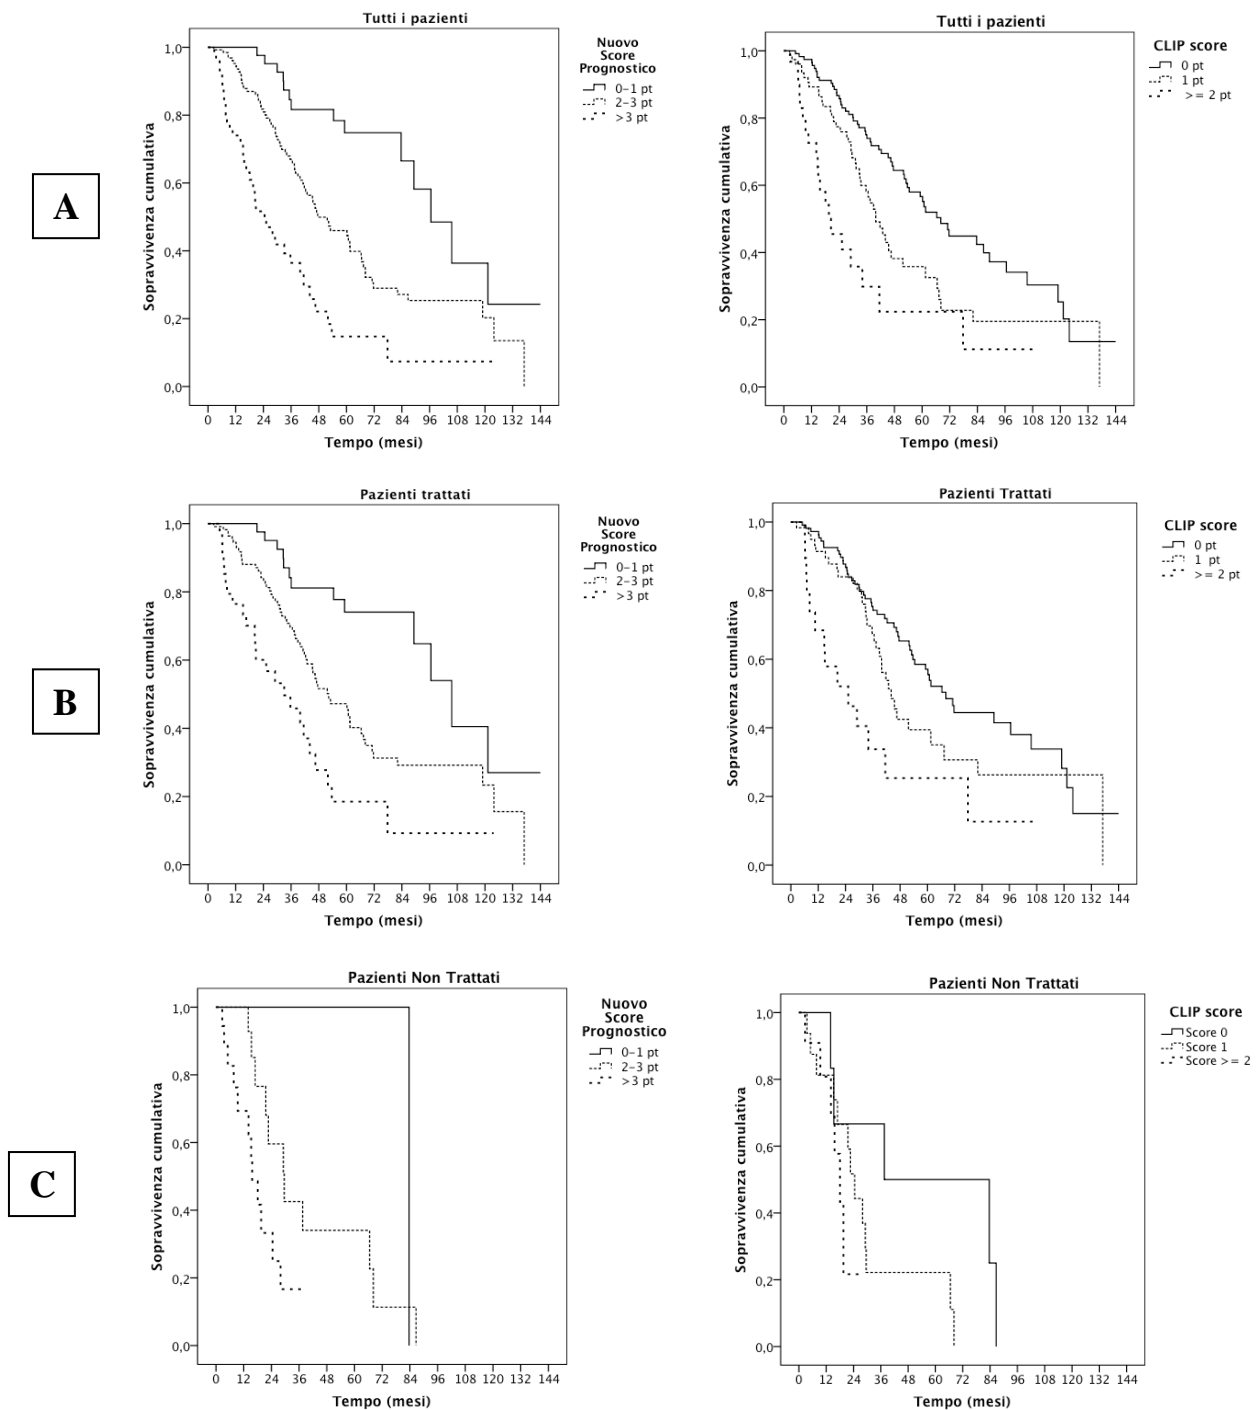 A
Tutti i pazienti
Sopravvivenza cumulativa
1,0
0,8
0,6
0,4
0,2
0,0
0 12 24 36 48 60 72 84 96 108 120 132 144
Tempo (mesi)
Nuovo
Score
Prognostico
0-1 pt
2-3 pt
>3 pt
Tutti i pazienti
Sopravvivenza cumulativa
1,0
0,8
0,6
0,4
0,2
0,0
0 12 24 36 48 60 72 84 96 108 120 132 144
Tempo (mesi)
CLIP score
0 pt
1 pt
>= 2 pt
B
Pazienti trattati
Sopravvivenza cumulativa
1,0
0,8
0,6
0,4
0,2
0,0
0 12 24 36 48 60 72 84 96 108 120 132 144
Tempo (mesi)
Nuovo
Score
Prognostico
0-1 pt
2-3 pt
>3 pt
Pazienti Trattati
Sopravvivenza cumulativa
1,0
0,8
0,6
0,4
0,2
0,0
0 12 24 36 48 60 72 84 96 108 120 132 144
Tempo (mesi)
CLIP score
0 pt
1 pt
>= 2 pt
C
Pazienti Non Trattati
Sopravvivenza cumulativa
1,0
0,8
0,6
0,4
0,2
0,0
0 12 24 36 48 60 72 84 96 108 120 132 144
Tempo (mesi)
Nuovo
Score
Prognostico
0-1 pt
2-3 pt
>3 pt
Pazienti Non Trattati
Sopravvivenza cumulativa
1,0
0,8
0,6
0,4
0,2
0,0
0 12 24 36 48 60 72 84 96 108 120 132 144
Tempo (mesi)
CLIP score
Score 0
Score 1
Score >= 2